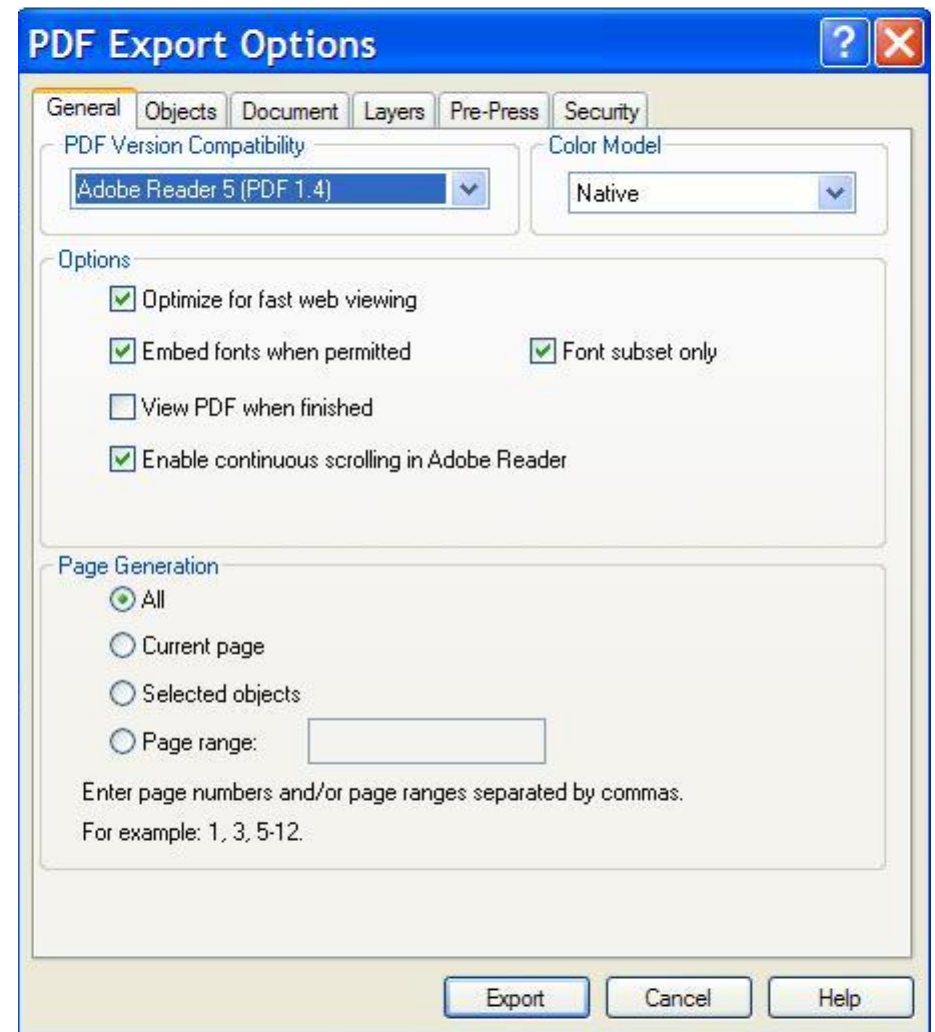 PDF Export Options
General Objects Document Layers Pre-Press Security
PDF Version Compatibility Color Model
Adobe Reader 5 (PDF 1.4) Native
Options
Optimize for fast web viewing
Embed fonts when permitted Font subset only
View PDF when finished
Enable continuous scrolling in Adobe Reader
Page Generation
All
Current page
Selected objects
Page range:
Enter page numbers and/or page ranges separated by commas.
For example: 1, 3, 5-12.
Export Cancel Help